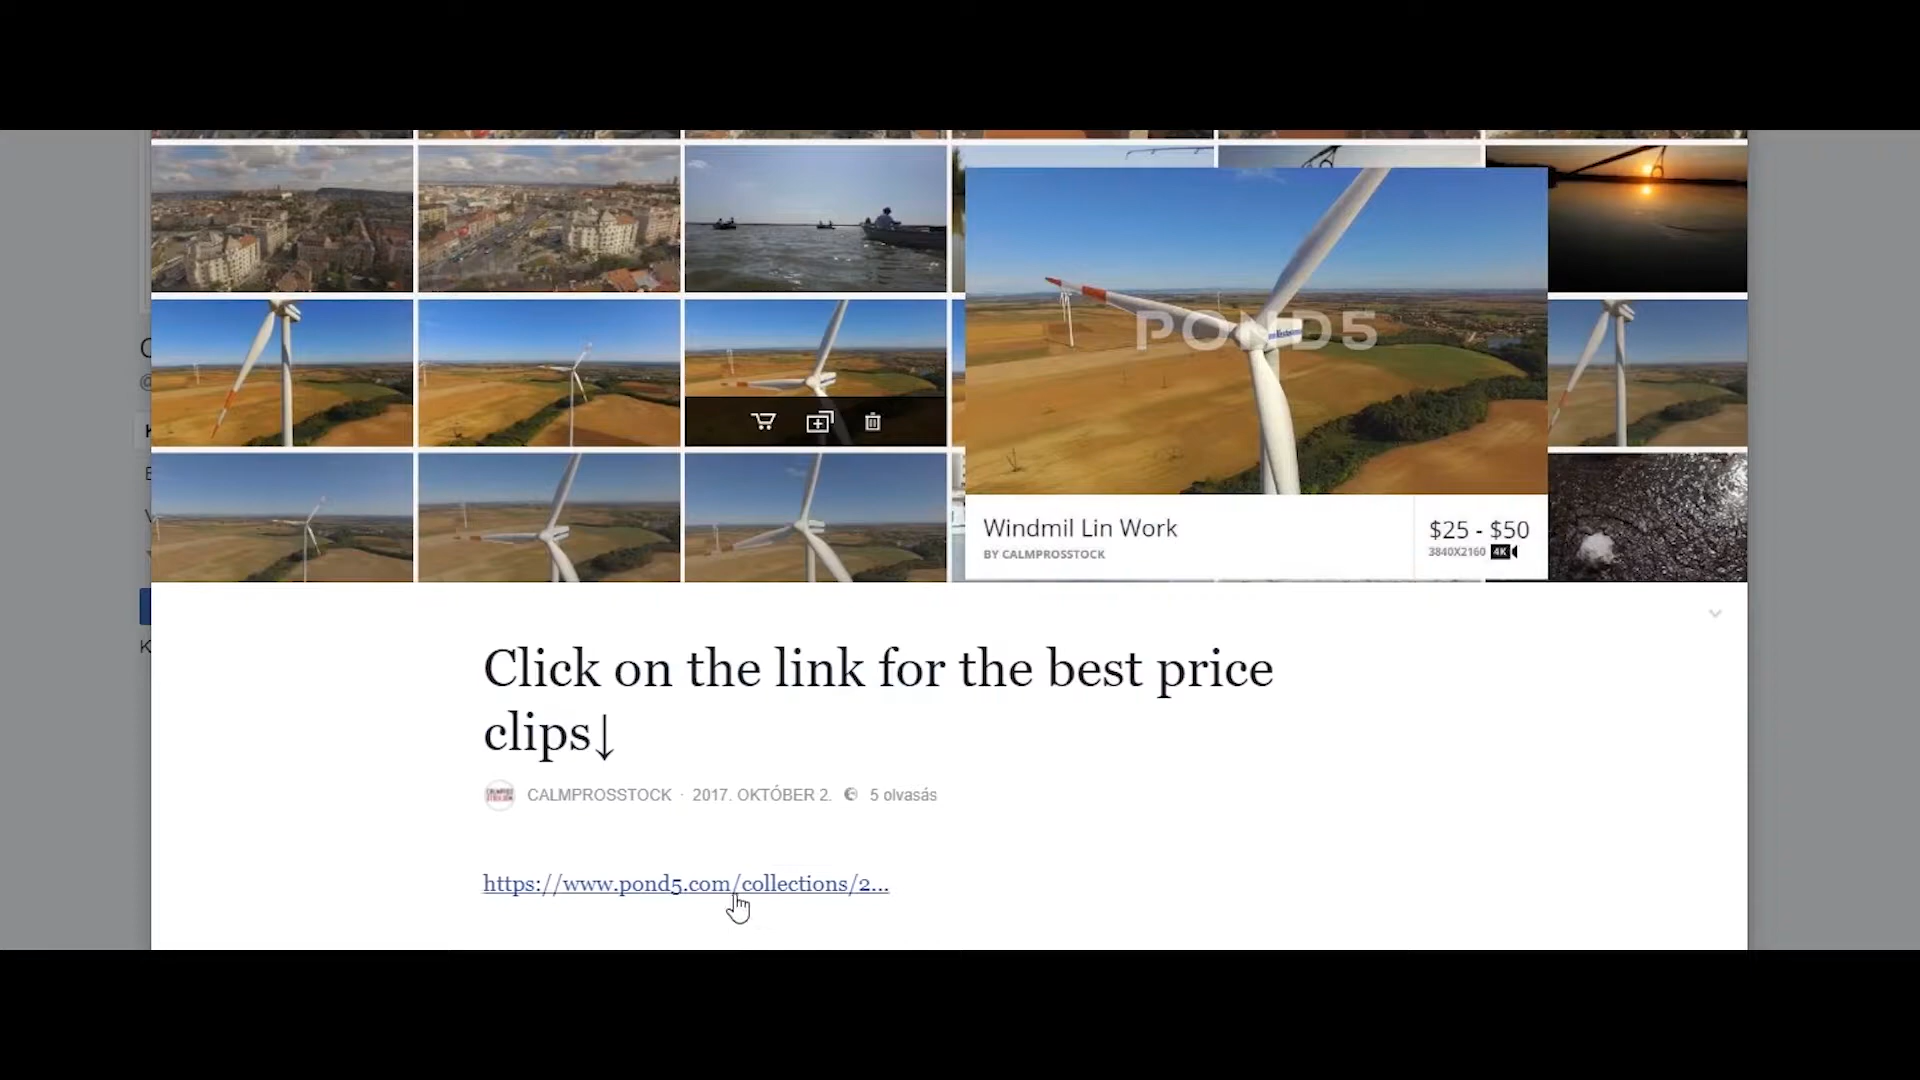 POND5
Windmil Lin Work
BY CALMPROSSTOCK
$25 - $50
3840X2160 4K
Click on the link for the best price
clips↓
CALMPROSSTOCK · 2017. OKTÓBER 2. 5 olvasás
https://www.pond5.com/collections/2...